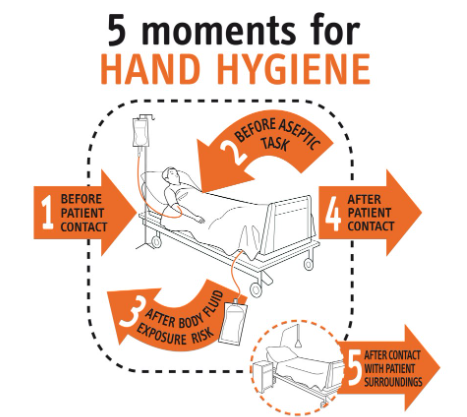 5 moments for
HAND HYGIENE
1 BEFORE
PATIENT
CONTACT
2 BEFORE ASEPTIC
TASK
3 AFTER BODY FLUID
EXPOSURE RISK
4 AFTER
PATIENT
CONTACT
5 AFTER CONTACT
WITH PATIENT
SURROUNDINGS